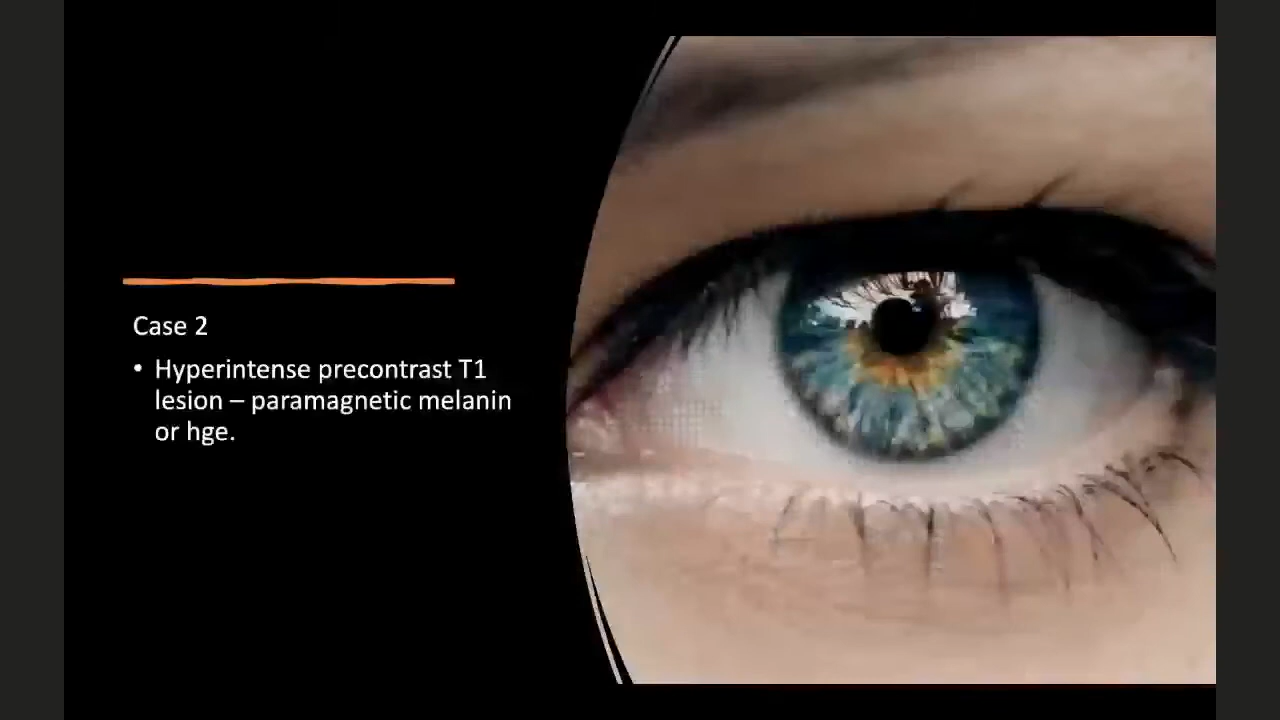 Case 2
• Hyperintense precontrast T1
lesion – paramagnetic melanin
or hge.